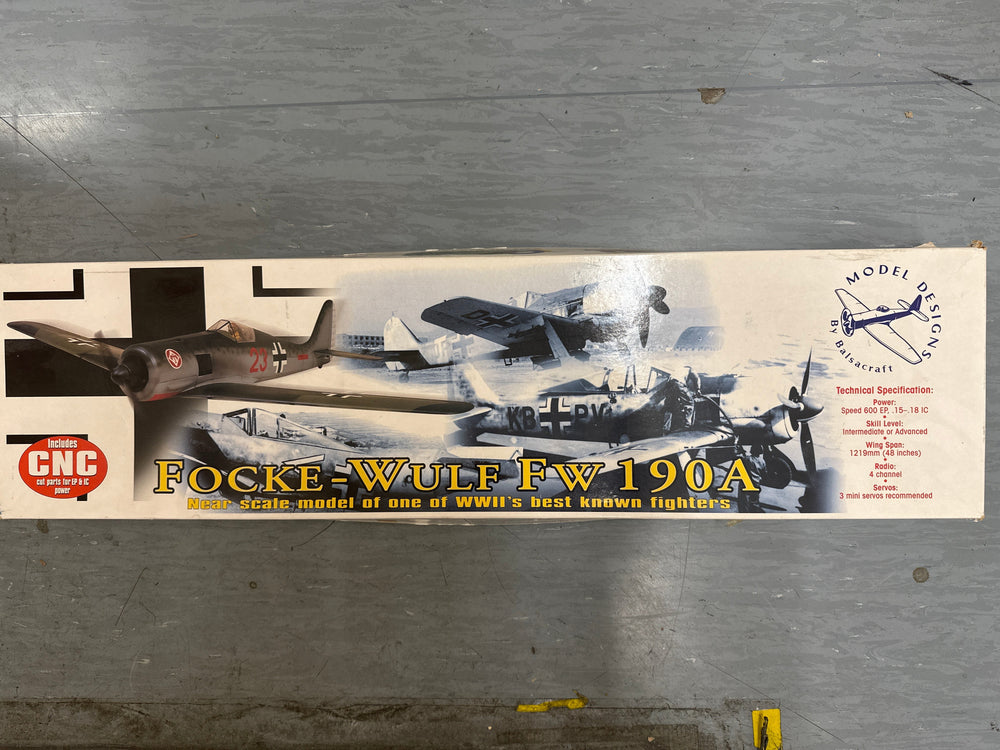 MODEL DESIGNS
BY Balsacraft
Technical Specification:
Power:
Speed 600 EP, .15-.18 IC
Skill Level:
Intermediate or Advanced
Wing Span:
1219mm (48 inches)
Radio:
4 channel
Servos:
3 mini servos recommended
23
KB
Includes
CNC
cut parts for EP & IC
power
FOCKE-WULF FW 190A
Near scale model of one of WWII's best known fighters